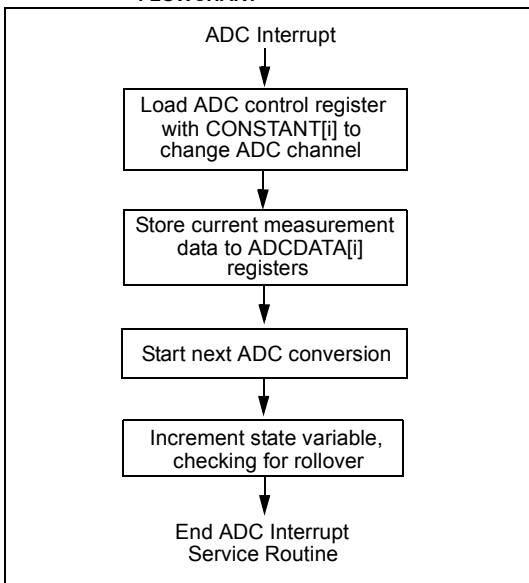 FLOWCHART
ADC Interrupt
Load ADC control register
with CONSTANT[i] to
change ADC channel
Store current measurement
data to ADCDATA[i]
registers
Start next ADC conversion
Increment state variable,
checking for rollover
End ADC Interrupt
Service Routine